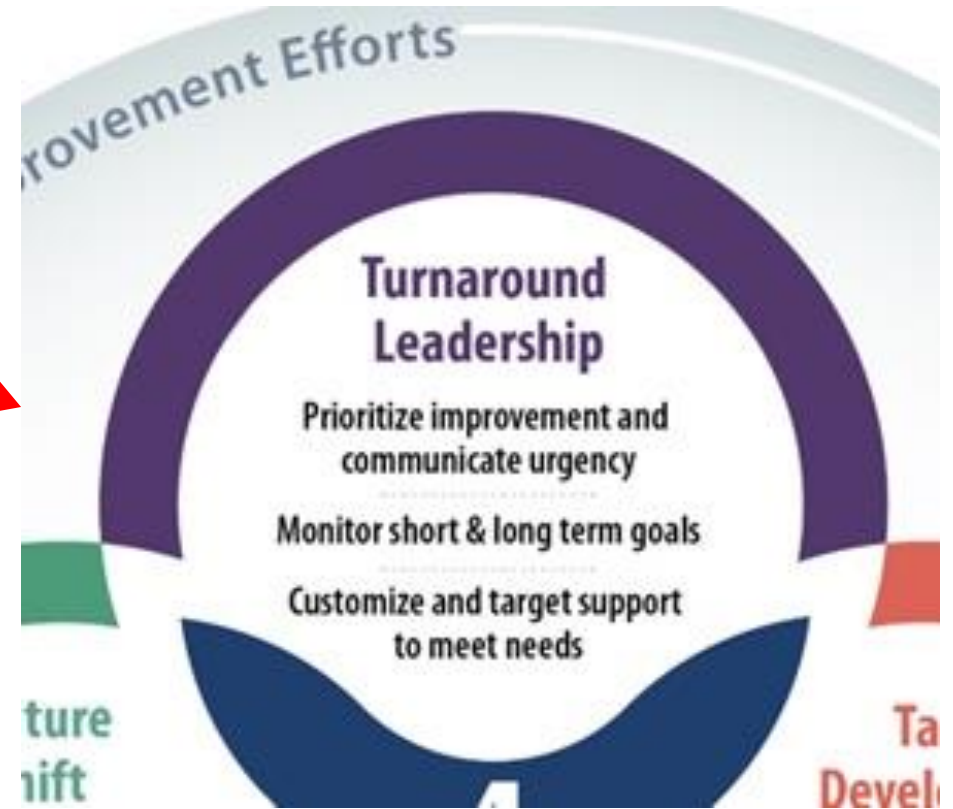 rovement Efforts
Turnaround
Leadership
Prioritize improvement and
communicate urgency
Monitor short & long term goals
Customize and target support
to meet needs
ture
hift
Ta
Devel
4